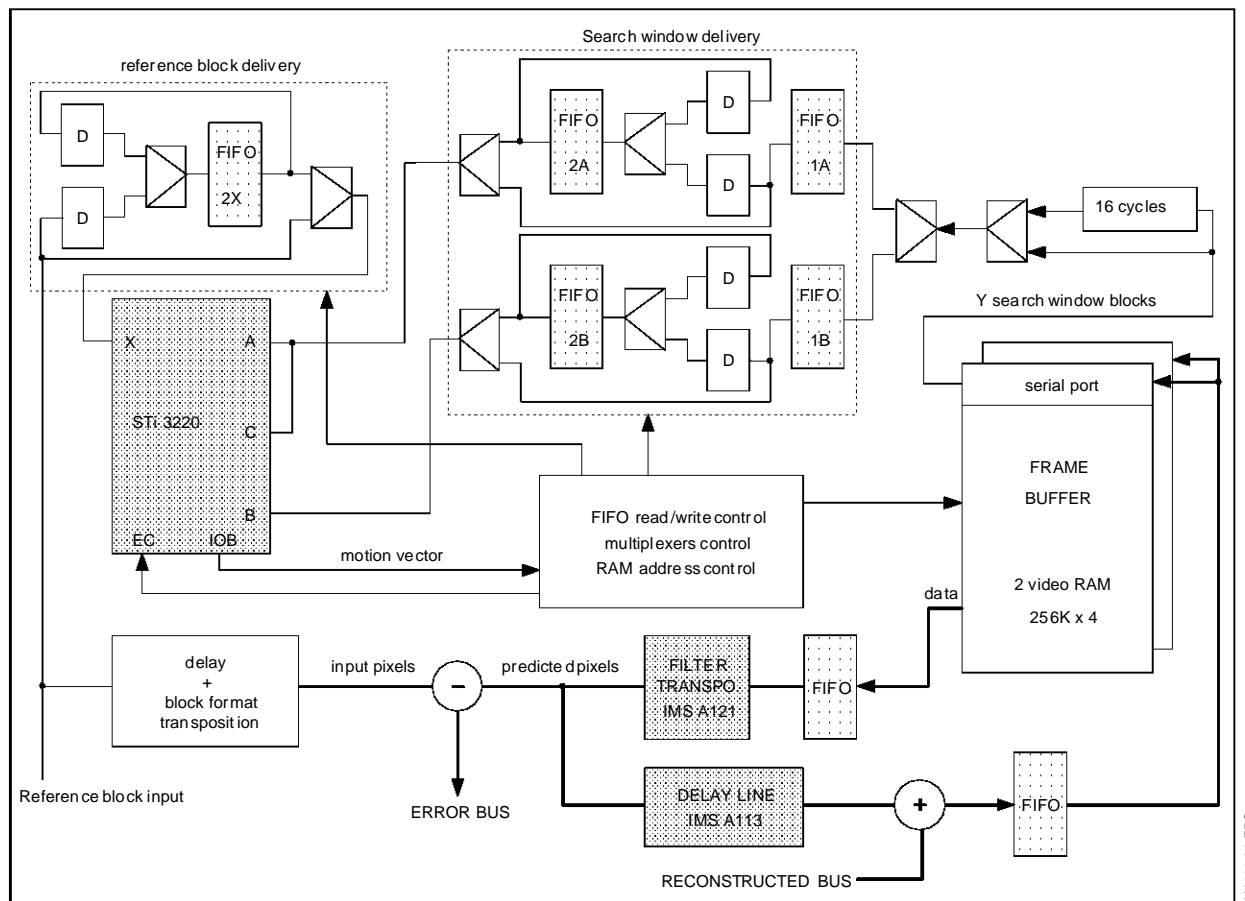 Search window delivery
reference block delivery
D
FIFO
2X
D
FIFO
2A
D
D
FIFO
1A
16 cycles
FIFO
2B
D
D
FIFO
1B
Y search window blocks
X
A
STi 3220
C
B
EC
IOB
motion vector
FIFO read/write control
multiplexers control
RAM address control
serial port
FRAME
BUFFER
2 video RAM
256K x 4
data
delay
+
block format
transposition
input pixels
-
predicted pixels
FILTER
TRANSPO.
IMS A121
FIFO
Reference block input
ERROR BUS
DELAY LINE
IMS A113
+
FIFO
RECONSTRUCTED BUS